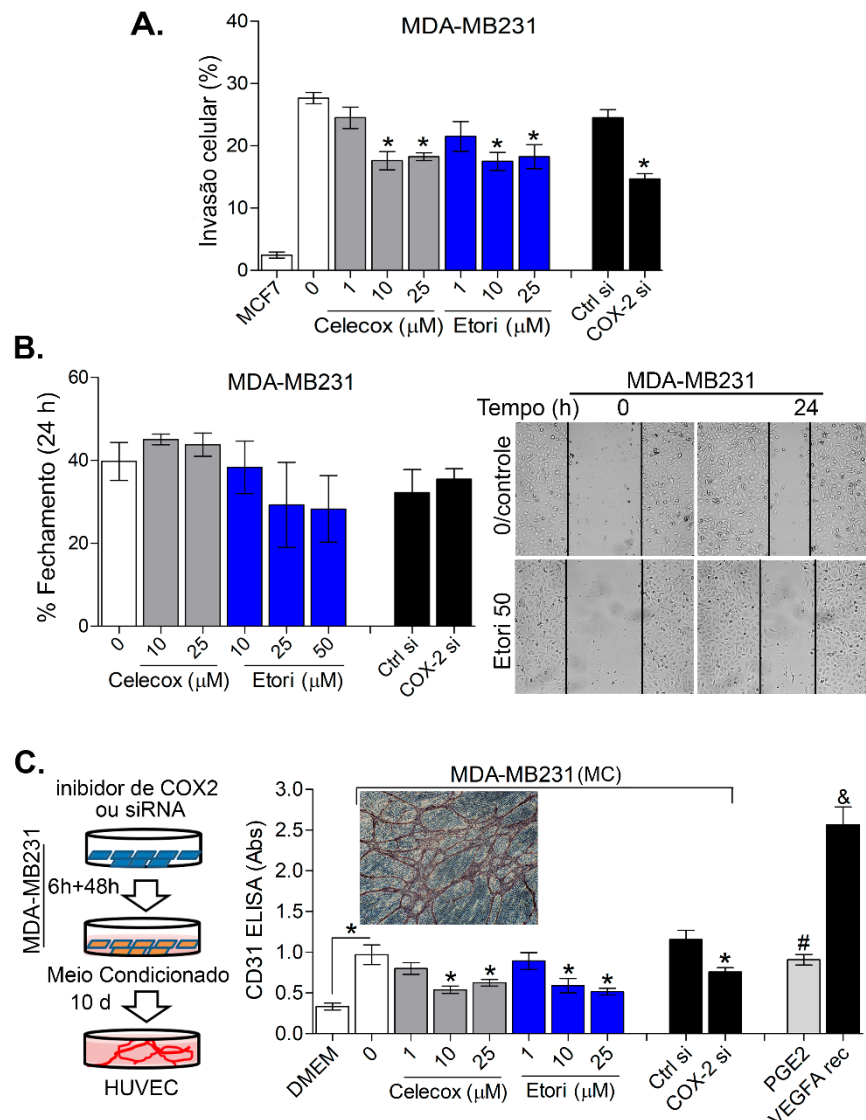 A.
MDA-MB231
Invasão celular (%)
40
30
20
10
0
*
*
*
*
*
MCF7
0
1
10
25
1
10
25
Ctrl si
COX-2 si
Celecox (μM)
Etori (μM)
B.
MDA-MB231
% Fechamento (24 h)
60
40
20
0
0
10
25
10
25
50
Ctrl si
COX-2 si
Celecox (μM)
Etori (μM)
MDA-MB231
Tempo (h)
0
24
0/controle
Etori 50
C.
inibidor de COX2
ou siRNA
MDA-MB231
6h+48h
Meio Condicionado
10 d
HUVEC
MDA-MB231(MC)
CD31 ELISA (Abs)
3.0
2.5
2.0
1.5
1.0
0.5
0.0
*
*
*
*
*
*
#
&
DMEM
0
1
10
25
1
10
25
Ctrl si
COX-2 si
PGE2
VEGFA rec
Celecox (μM)
Etori (μM)